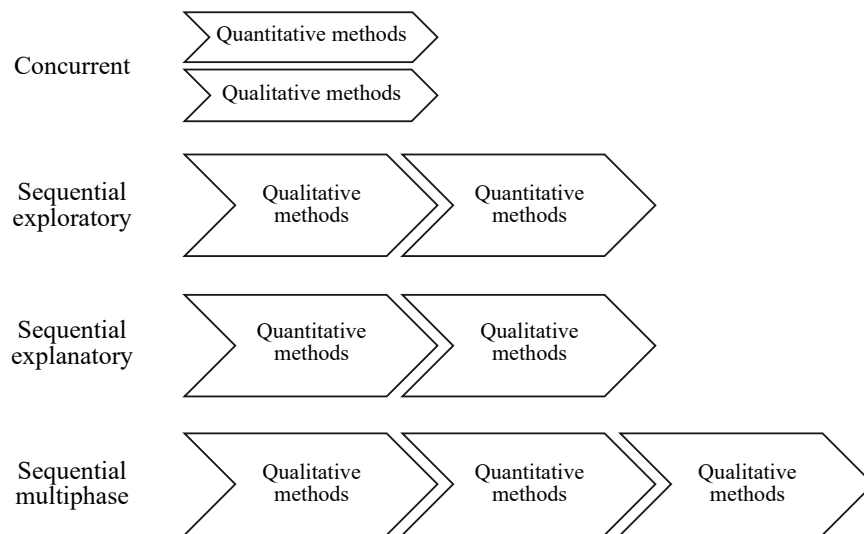 Concurrent
Quantitative methods
Qualitative methods
Sequential
exploratory
Qualitative
methods
Quantitative
methods
Sequential
explanatory
Quantitative
methods
Qualitative
methods
Sequential
multiphase
Qualitative
methods
Quantitative
methods
Qualitative
methods